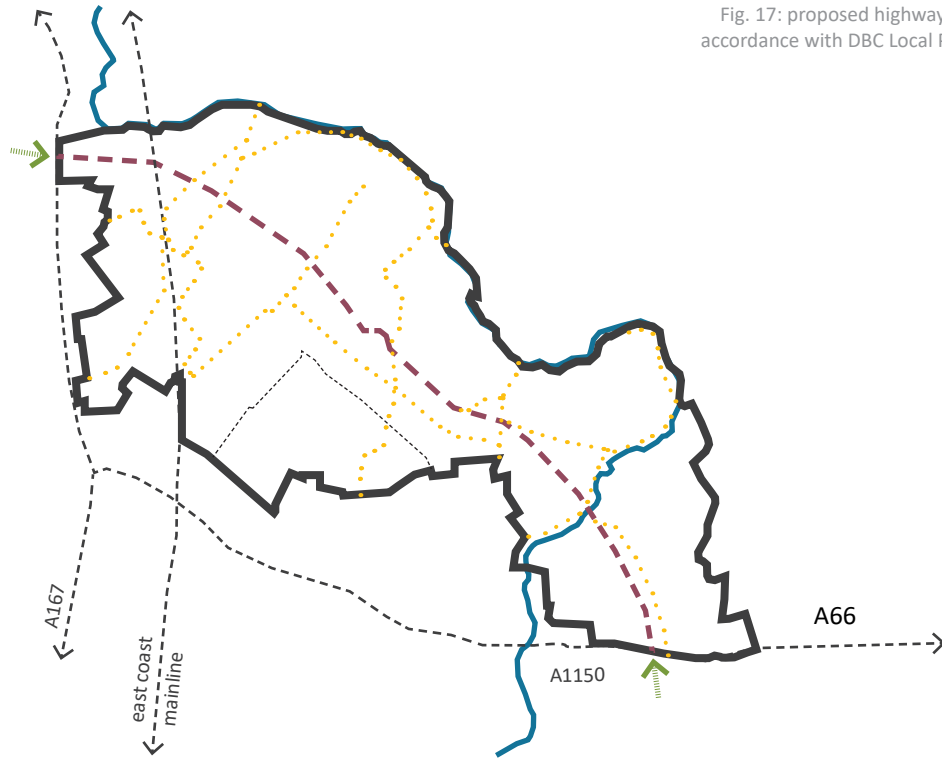 Fig. 17: proposed highway
accordance with DBC Local
A167
east coast
mainline
A1150
A66